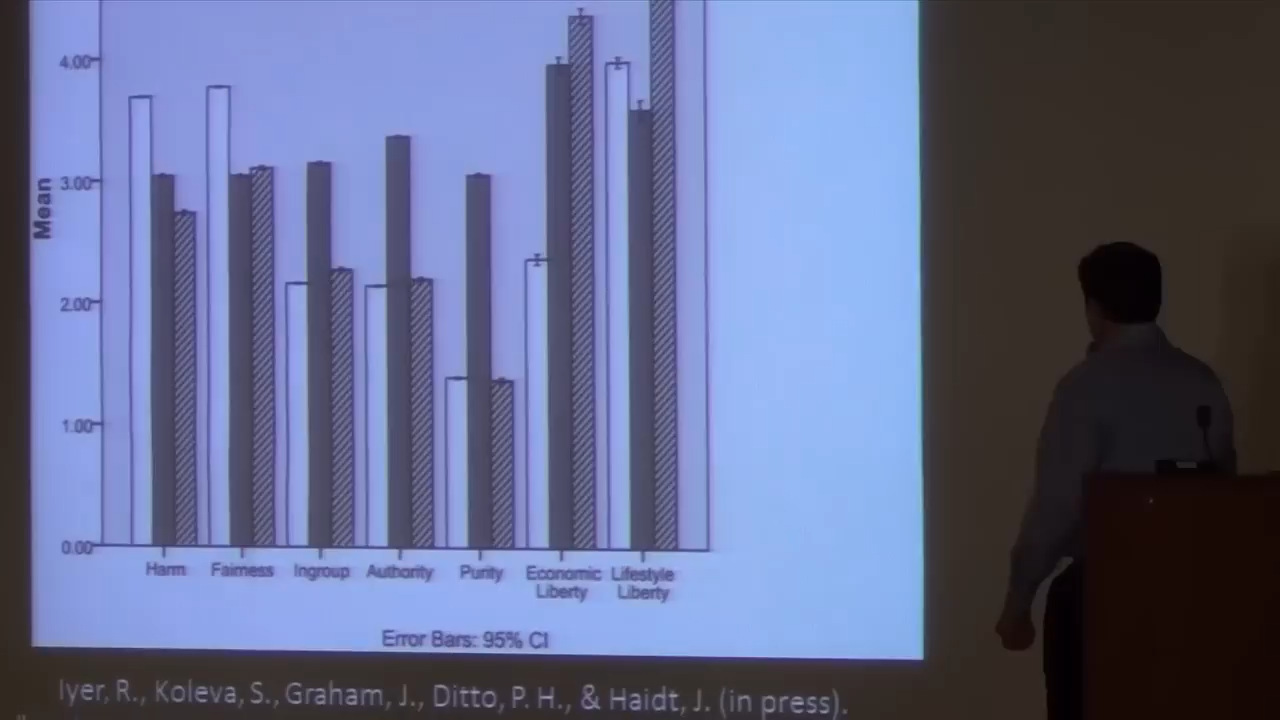 4.00
3.00
Mean
2.00
1.00
0.00
Harm Fairness Ingroup Authority Purity Economic Liberty Lifestyle Liberty
Error Bars: 95% CI
Iyer, R., Koleva, S., Graham, J., Ditto, P. H., & Haidt, J. (in press).